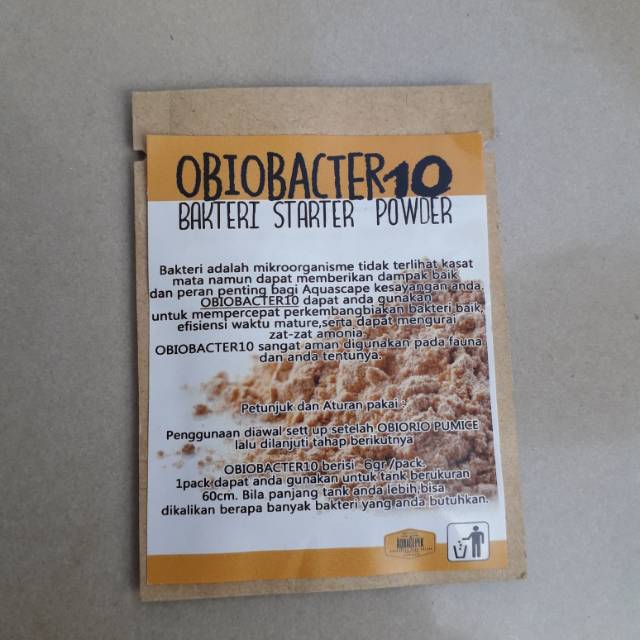 OBIOBACTER10
BAKTERI STARTER POWDER
Bakteri adalah mikroorganisme tidak terlihat kasat
mata namun dapat memberikan dampak baik
dan peran penting bagi Aquascape kesayangan anda.
OBIOBACTER10 dapat anda gunakan
untuk mempercepat perkembangbiakan bakteri baik,
efisiensi waktu mature,serta dapat mengurai
zat-zat amonia.
OBIOBACTER10 sangat aman digunakan pada fauna
dan anda tentunya.
Petunjuk dan Aturan pakai :
Penggunaan diawal sett up setelah OBIORIO PUMICE
lalu dilanjuti tahap berikutnya
OBIOBACTER10 berisi ~6gr /pack.
1pack dapat anda gunakan untuk tank berukuran
60cm. Bila panjang tank anda lebih,bisa
dikalikan berapa banyak bakteri yang anda butuhkan.